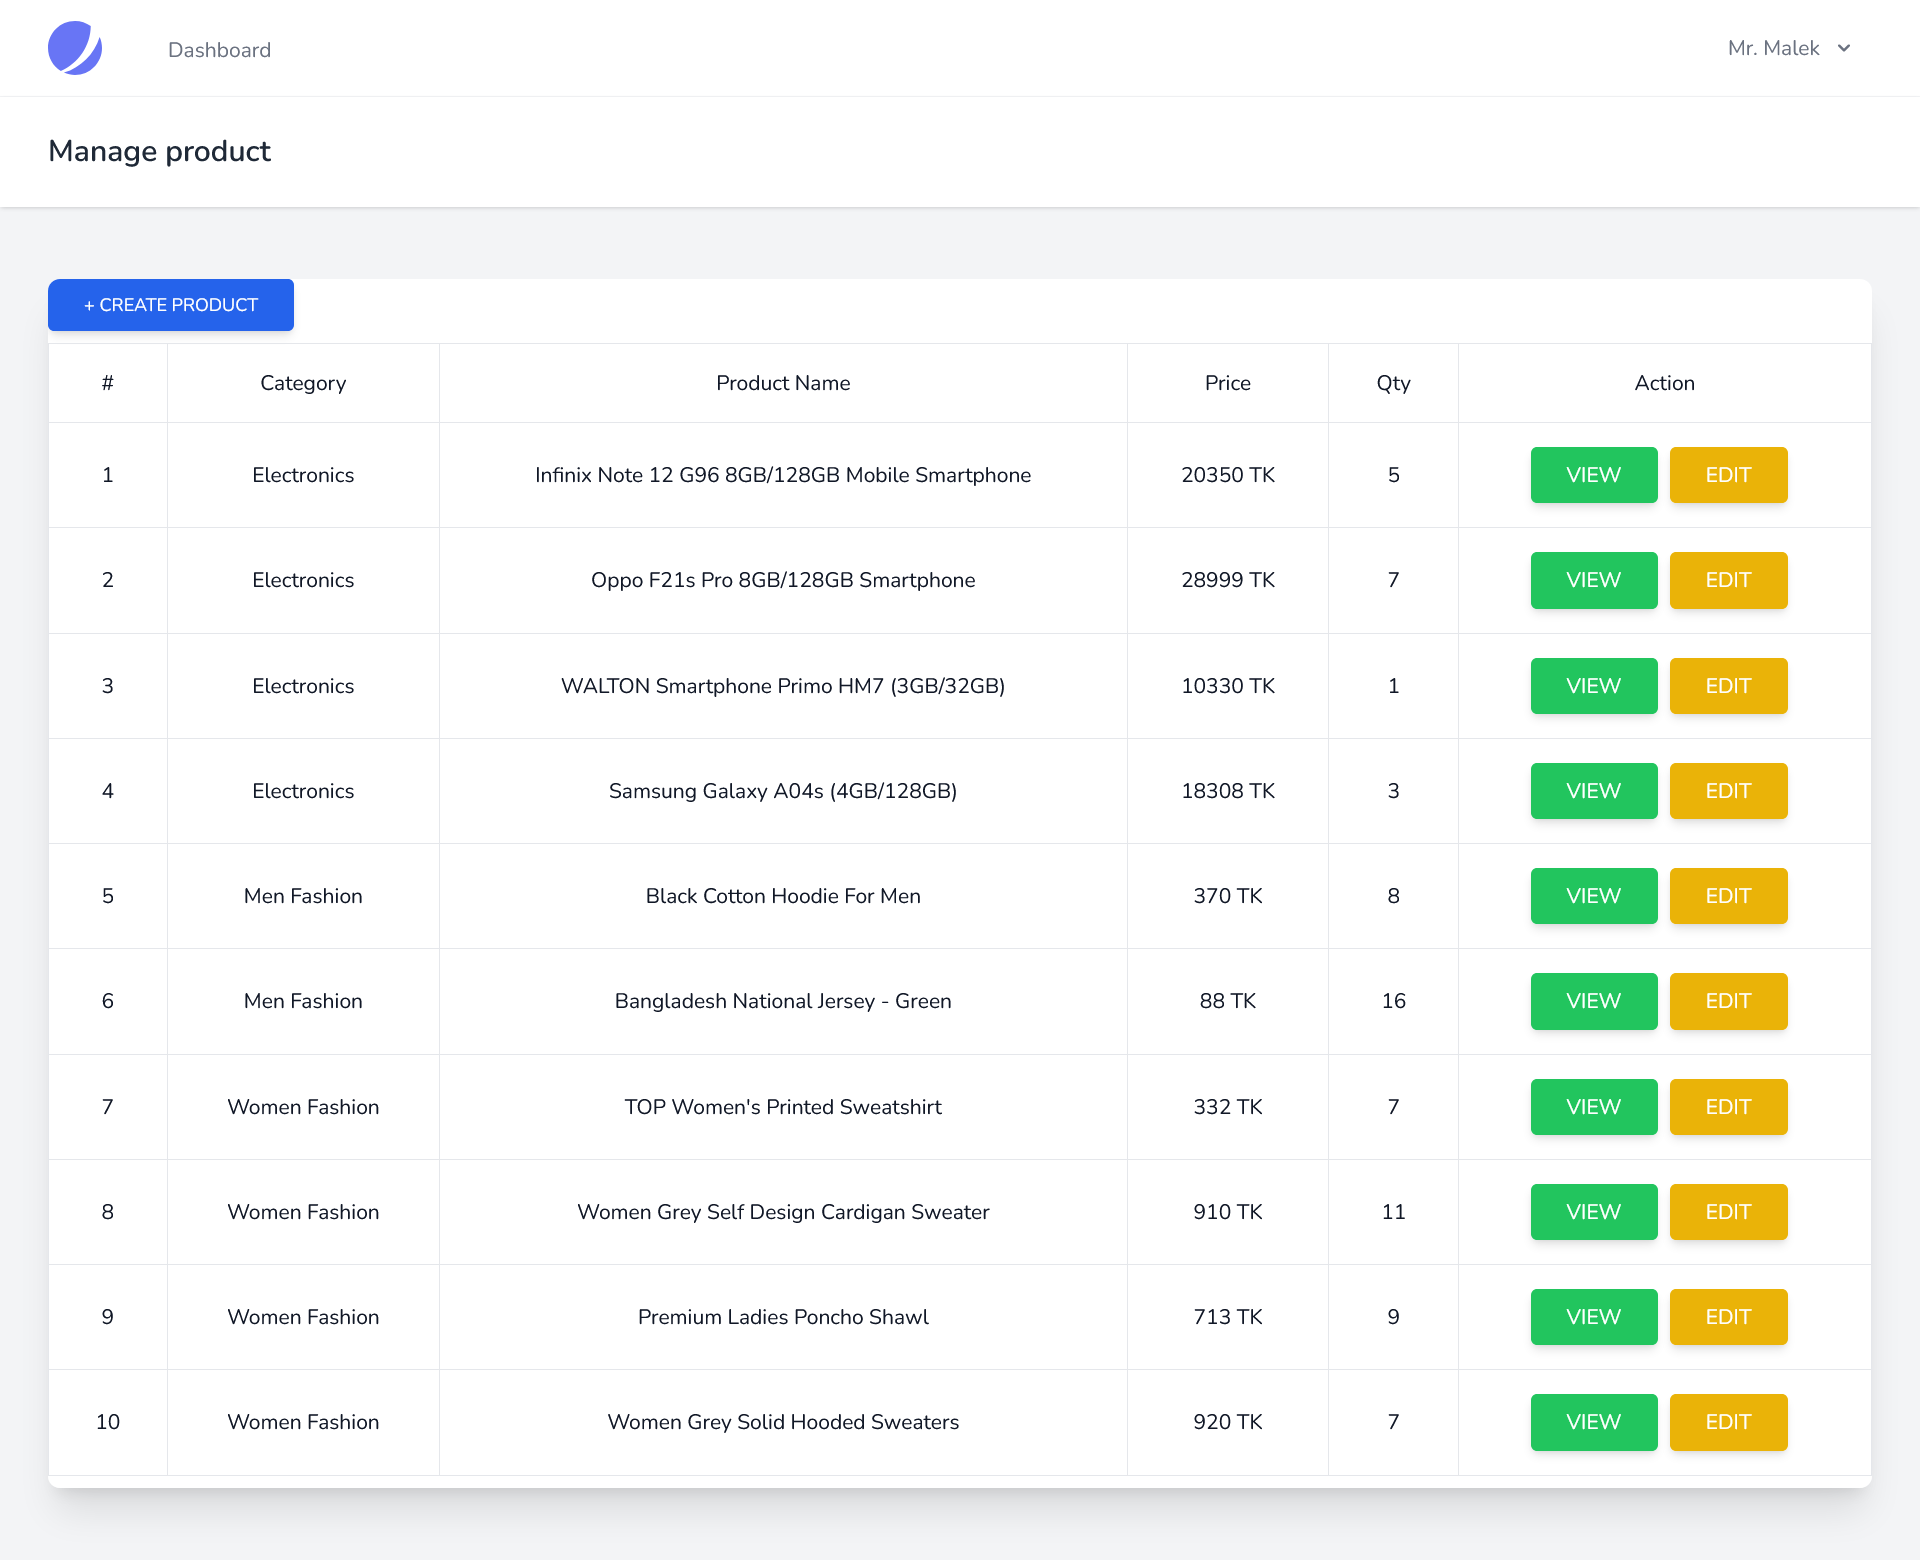 Dashboard
Mr. Malek
Manage product
+ CREATE PRODUCT
# Category Product Name Price Qty Action
1 Electronics Infinix Note 12 G96 8GB/128GB Mobile Smartphone 20350 TK 5 VIEW EDIT
2 Electronics Oppo F21s Pro 8GB/128GB Smartphone 28999 TK 7 VIEW EDIT
3 Electronics WALTON Smartphone Primo HM7 (3GB/32GB) 10330 TK 1 VIEW EDIT
4 Electronics Samsung Galaxy A04s (4GB/128GB) 18308 TK 3 VIEW EDIT
5 Men Fashion Black Cotton Hoodie For Men 370 TK 8 VIEW EDIT
6 Men Fashion Bangladesh National Jersey - Green 88 TK 16 VIEW EDIT
7 Women Fashion TOP Women's Printed Sweatshirt 332 TK 7 VIEW EDIT
8 Women Fashion Women Grey Self Design Cardigan Sweater 910 TK 11 VIEW EDIT
9 Women Fashion Premium Ladies Poncho Shawl 713 TK 9 VIEW EDIT
10 Women Fashion Women Grey Solid Hooded Sweaters 920 TK 7 VIEW EDIT